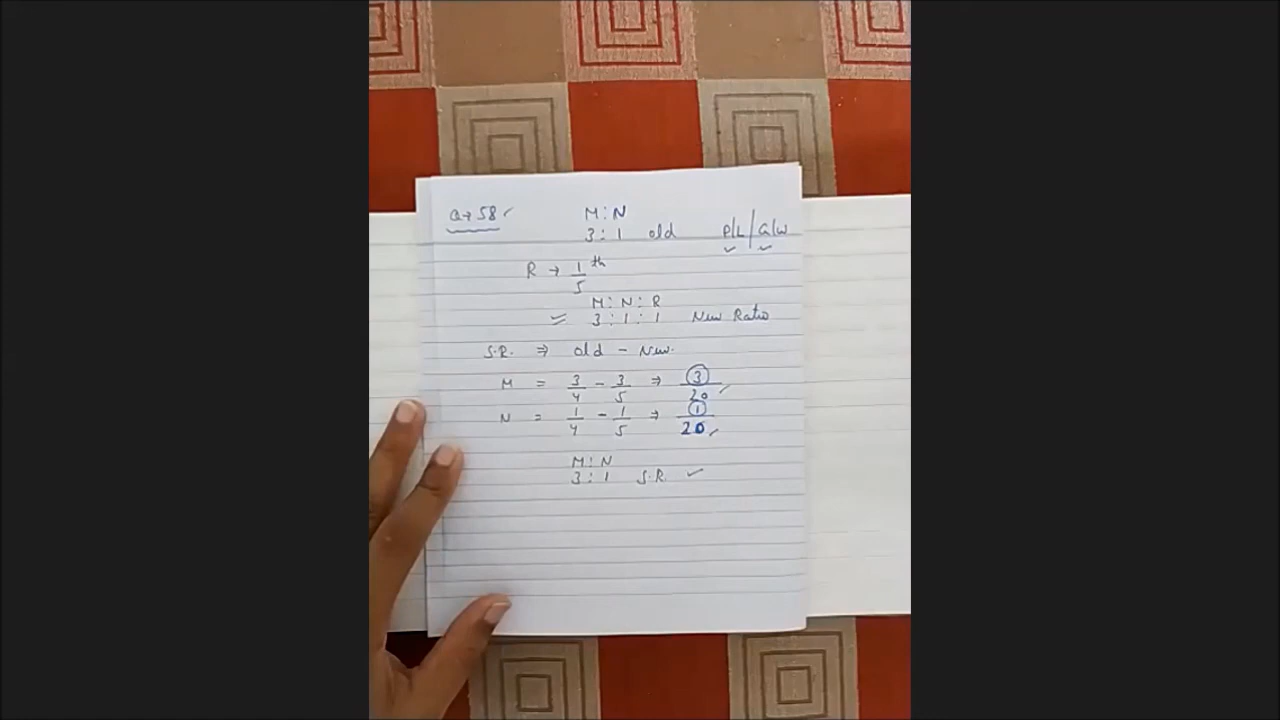 Q→ 58 ✓
M : N
3 : 1 old P/L / G/W
R → 1/5 th
M : N : R
= 3 : 1 : 1 New Ratio
S.R. ⇒ old - New.
M = 3/4 - 3/5 ⇒ 3/20 ✓
N = 1/4 - 1/5 ⇒ 1/20 ✓
M : N
3 : 1 S.R ✓